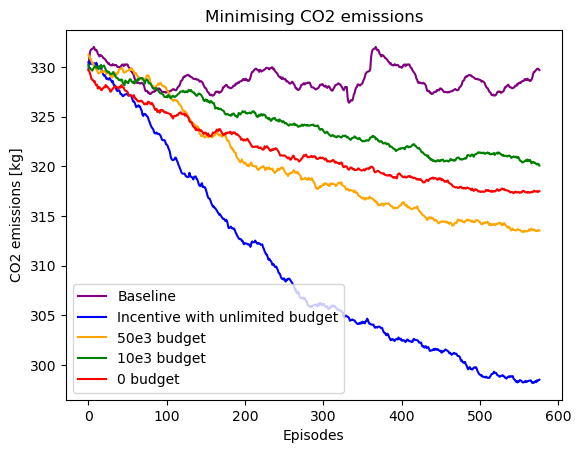 Minimising CO2 emissions
CO2 emissions [kg]
330
325
320
315
310
305
300
Baseline
Incentive with unlimited budget
50e3 budget
10e3 budget
0 budget
0 100 200 300 400 500 600
Episodes